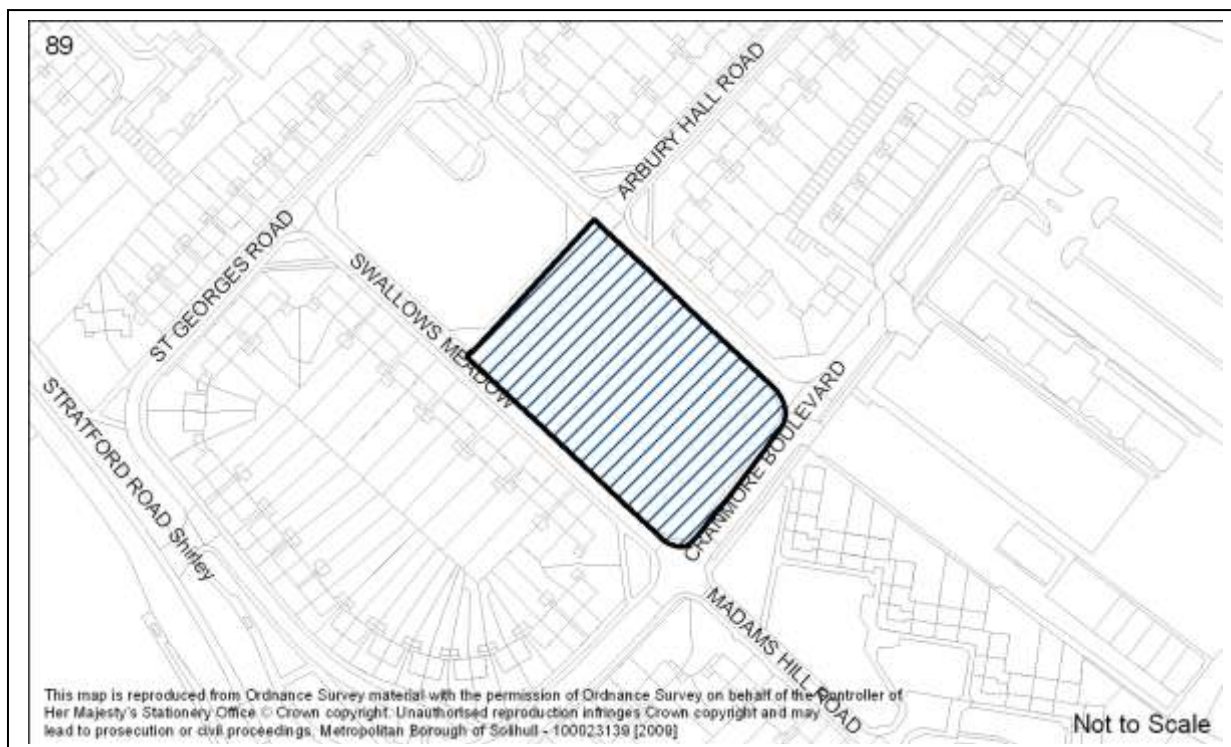 89
ARBURY HALL ROAD
ST GEORGES ROAD
SWALLOWS MEADOW
STRATFORD ROAD Shirley
CRANMORE BOULEVARD
MADAMS HILL ROAD
This map is reproduced from Ordnance Survey material with the permission of Ordnance Survey on behalf of the Controller of
Her Majesty's Stationery Office © Crown copyright. Unauthorised reproduction infringes Crown copyright and may
lead to prosecution or civil proceedings. Metropolitan Borough of Solihull - 100023139 [2009]
Not to Scale